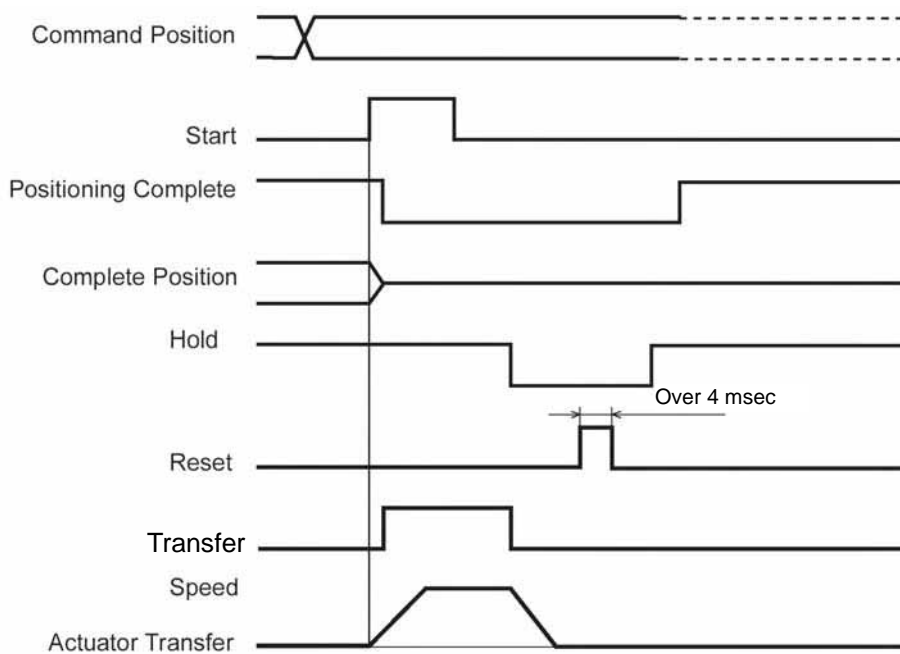 Command Position
Start
Positioning Complete
Complete Position
Hold
Over 4 msec
Reset
Transfer
Speed
Actuator Transfer